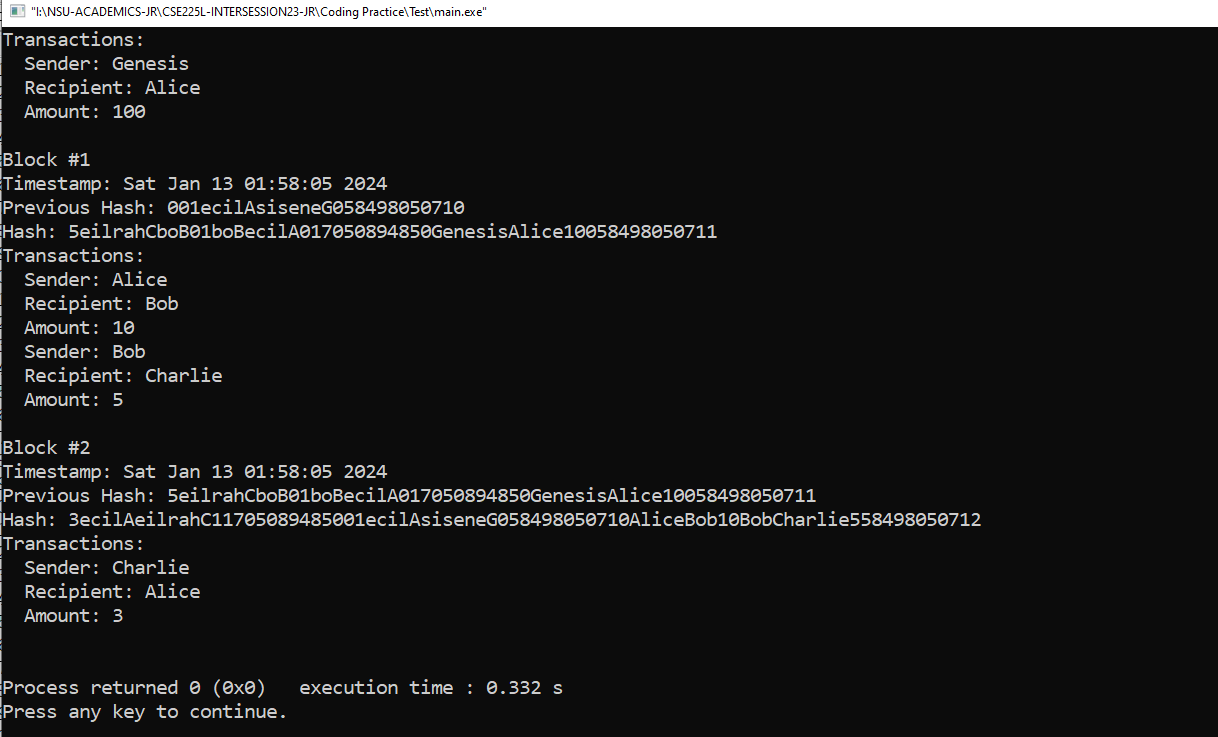 "I:\NSU-ACADEMICS-JR\CSE225L-INTERSESSION23-JR\Coding Practice\Test\main.exe"
Transactions:
  Sender: Genesis
  Recipient: Alice
  Amount: 100

Block #1
Timestamp: Sat Jan 13 01:58:05 2024
Previous Hash: 001ecilAsiseneG058498050710
Hash: 5eilrahCboB01boBecilA017050894850GenesisAlice10058498050711
Transactions:
  Sender: Alice
  Recipient: Bob
  Amount: 10
  Sender: Bob
  Recipient: Charlie
  Amount: 5

Block #2
Timestamp: Sat Jan 13 01:58:05 2024
Previous Hash: 5eilrahCboB01boBecilA017050894850GenesisAlice10058498050711
Hash: 3ecilAeilrahC11705089485001ecilAsiseneG058498050710AliceBob10BobCharlie558498050712
Transactions:
  Sender: Charlie
  Recipient: Alice
  Amount: 3


Process returned 0 (0x0)   execution time : 0.332 s
Press any key to continue.